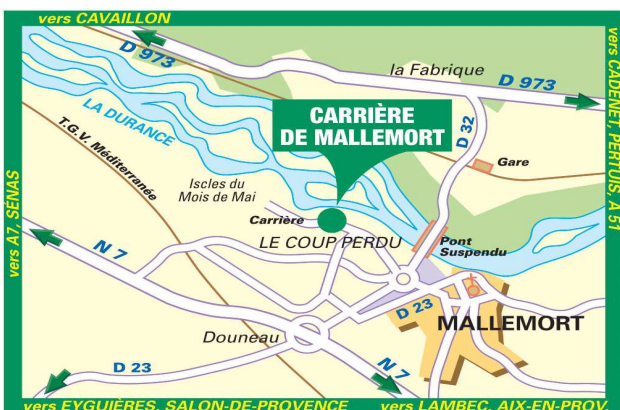 vers CAVAILLON
D 973
la Fabrique
D 973
vers CADENET, PERTUIS, A 51
LA DURANCE
CARRIÈRE
DE MALLEMORT
D 32
T.G.V. Méditerranée
Gare
Iscles du
Mois de Mai
Carrière
LE COUP PERDU
Pont
Suspendu
vers A7, SÉNAS
N 7
D 23
MALLEMORT
Douneau
D 23
N 7
vers EYGUIÈRES, SALON-DE-PROVENCE
vers LAMBEC, AIX-EN-PROV.